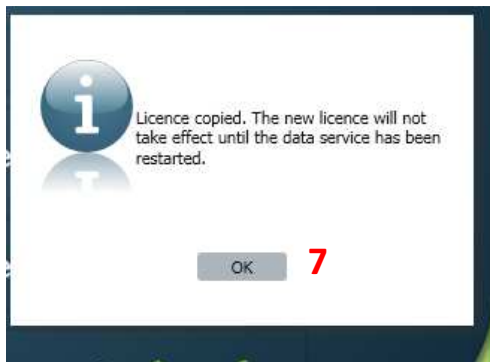 Licence copied. The new licence will not
take effect until the data service has been
restarted.
OK 7